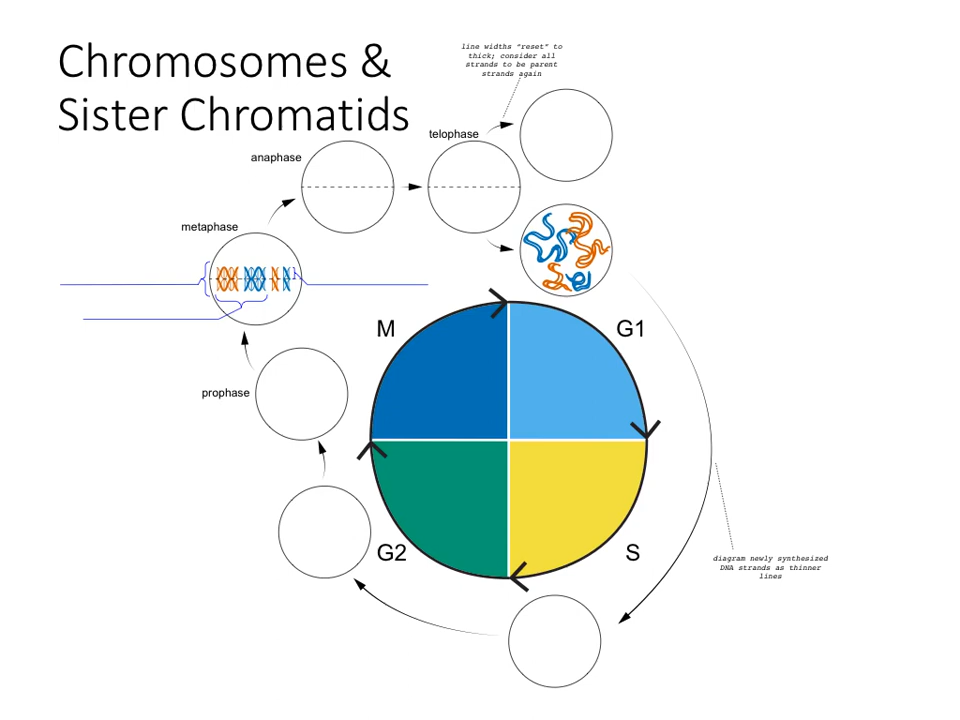 Chromosomes &
Sister Chromatids
line widths "reset" to
thick; consider all
strands to be parent
strands again
telophase
anaphase
metaphase
M
G1
prophase
G2
S
diagram newly synthesized
DNA strands as thinner
lines